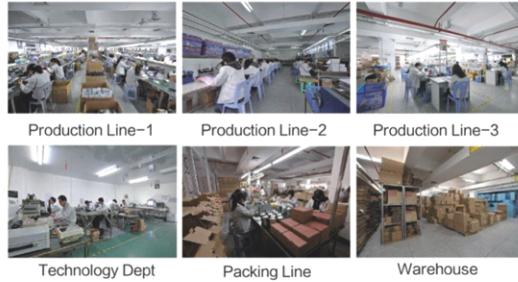 Production Line-1
Production Line-2
Production Line-3
Technology Dept
Packing Line
Warehouse